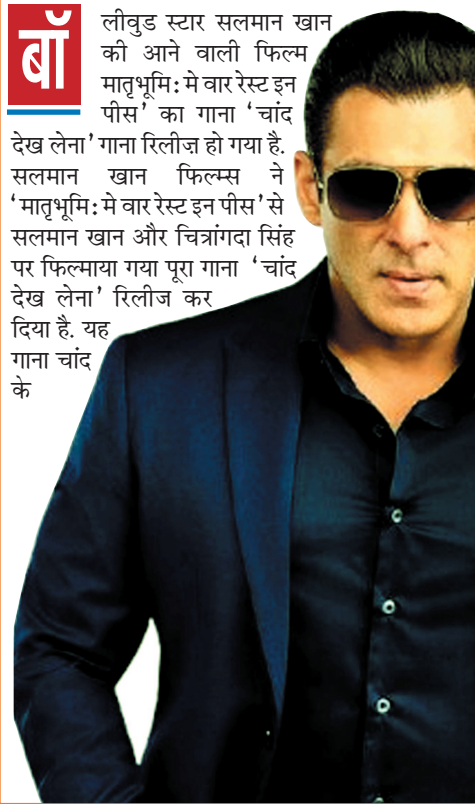 बॉ
लीवुड स्टार सलमान खान
की आने वाली फिल्म
मातृभूमि: मे वार रेस्ट इन
पीस’ का गाना ‘चांद
देख लेना’ गाना रिलीज़ हो गया है.
सलमान खान फिल्म्स ने
‘मातृभूमि: मे वार रेस्ट इन पीस’ से
सलमान खान और चित्रांगदा सिंह
पर फिल्माया गया पूरा गाना ‘चांद
देख लेना’ रिलीज कर
दिया है. यह
गाना चांद
के